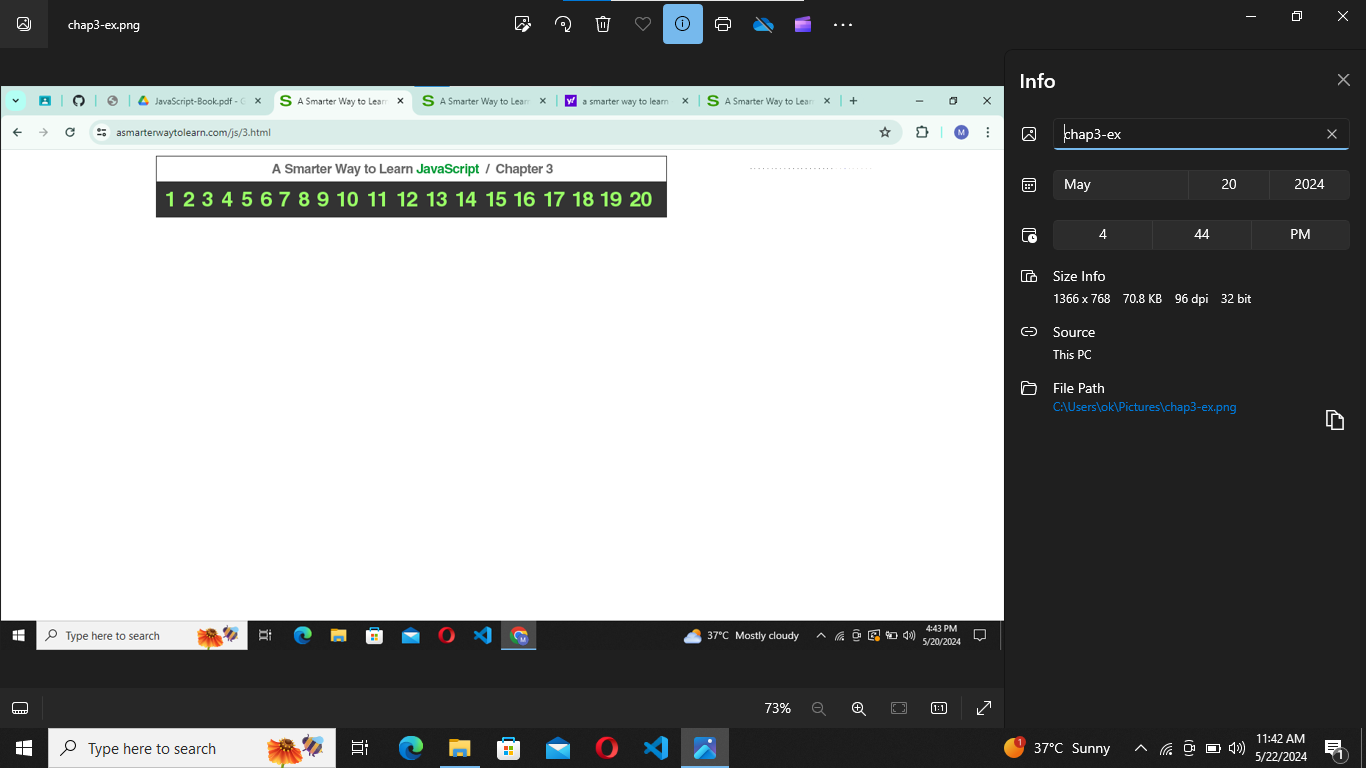 chap3-ex.png
Info
JavaScript-Book.pdf - G
A Smarter Way to Learn
A Smarter Way to Learn
a smarter way to learn
A Smarter Way to Learn
asmarterwaytolearn.com/js/3.html
M
A Smarter Way to Learn JavaScript / Chapter 3
1 2 3 4 5 6 7 8 9 10 11 12 13 14 15 16 17 18 19 20
chap3-ex
May 20 2024
4 44 PM
Size Info
1366 x 768 70.8 KB 96 dpi 32 bit
Source
This PC
File Path
C:\Users\ok\Pictures\chap3-ex.png
Type here to search
37°C Mostly cloudy
4:43 PM
5/20/2024
73%
1:1
Type here to search
1
37°C Sunny
11:42 AM
5/22/2024
1